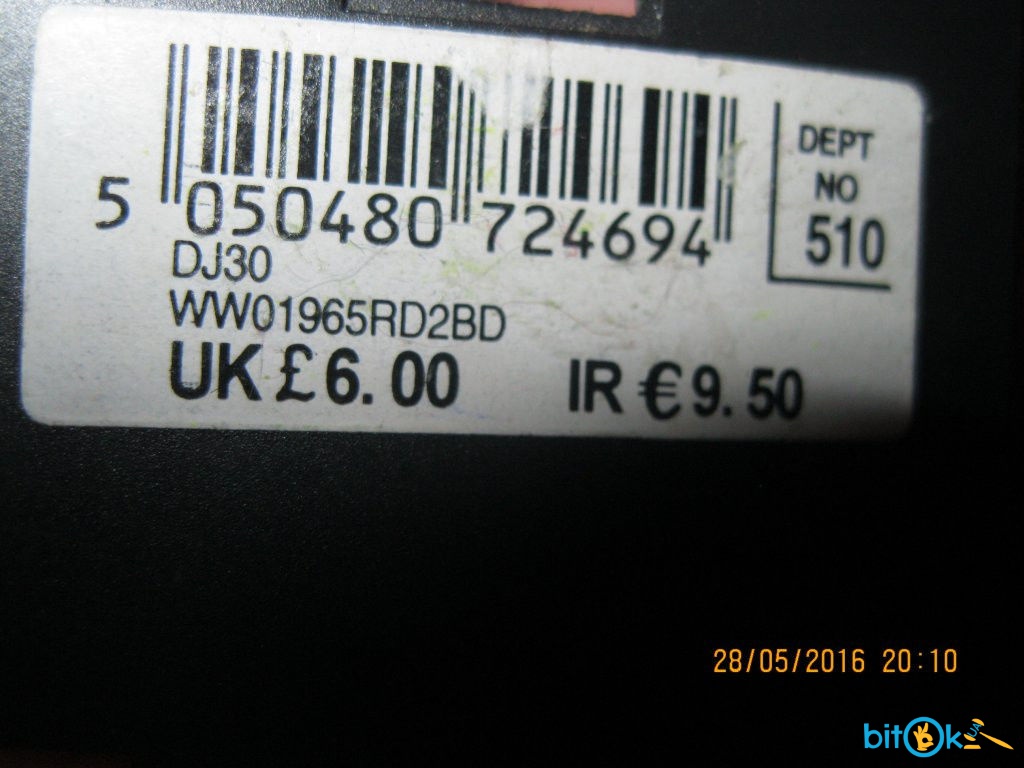 5 050480 724694
DEPT
NO
510
DJ30
WW01965RD2BD
UK £6.00 IR €9.50
28/05/2016 20:10
bitok UA